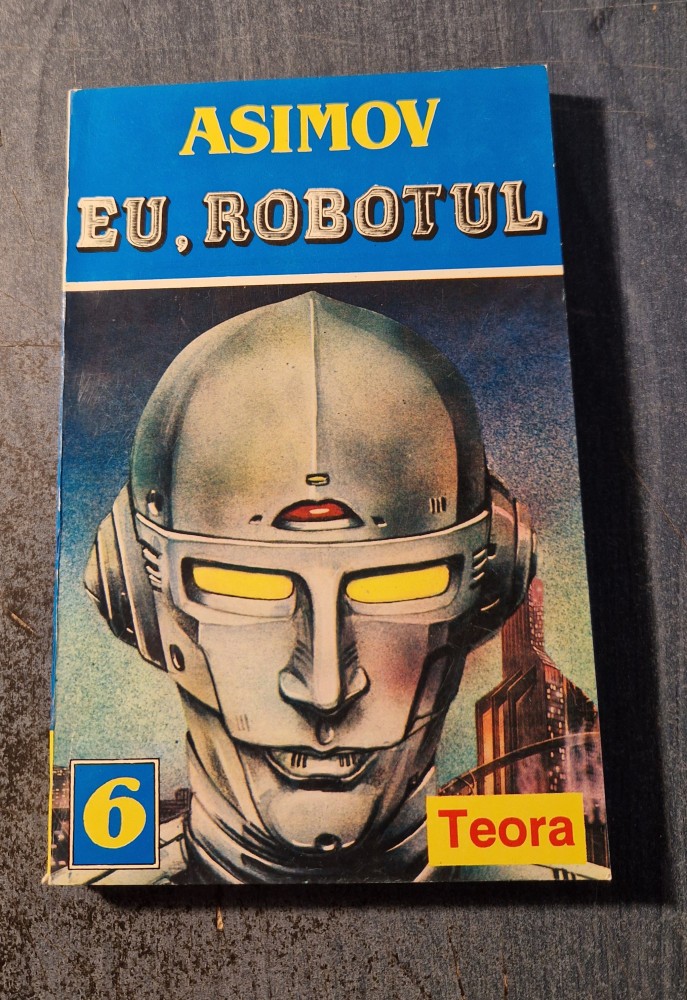 ASIMOV
EU, ROBOTUL
6
Teora